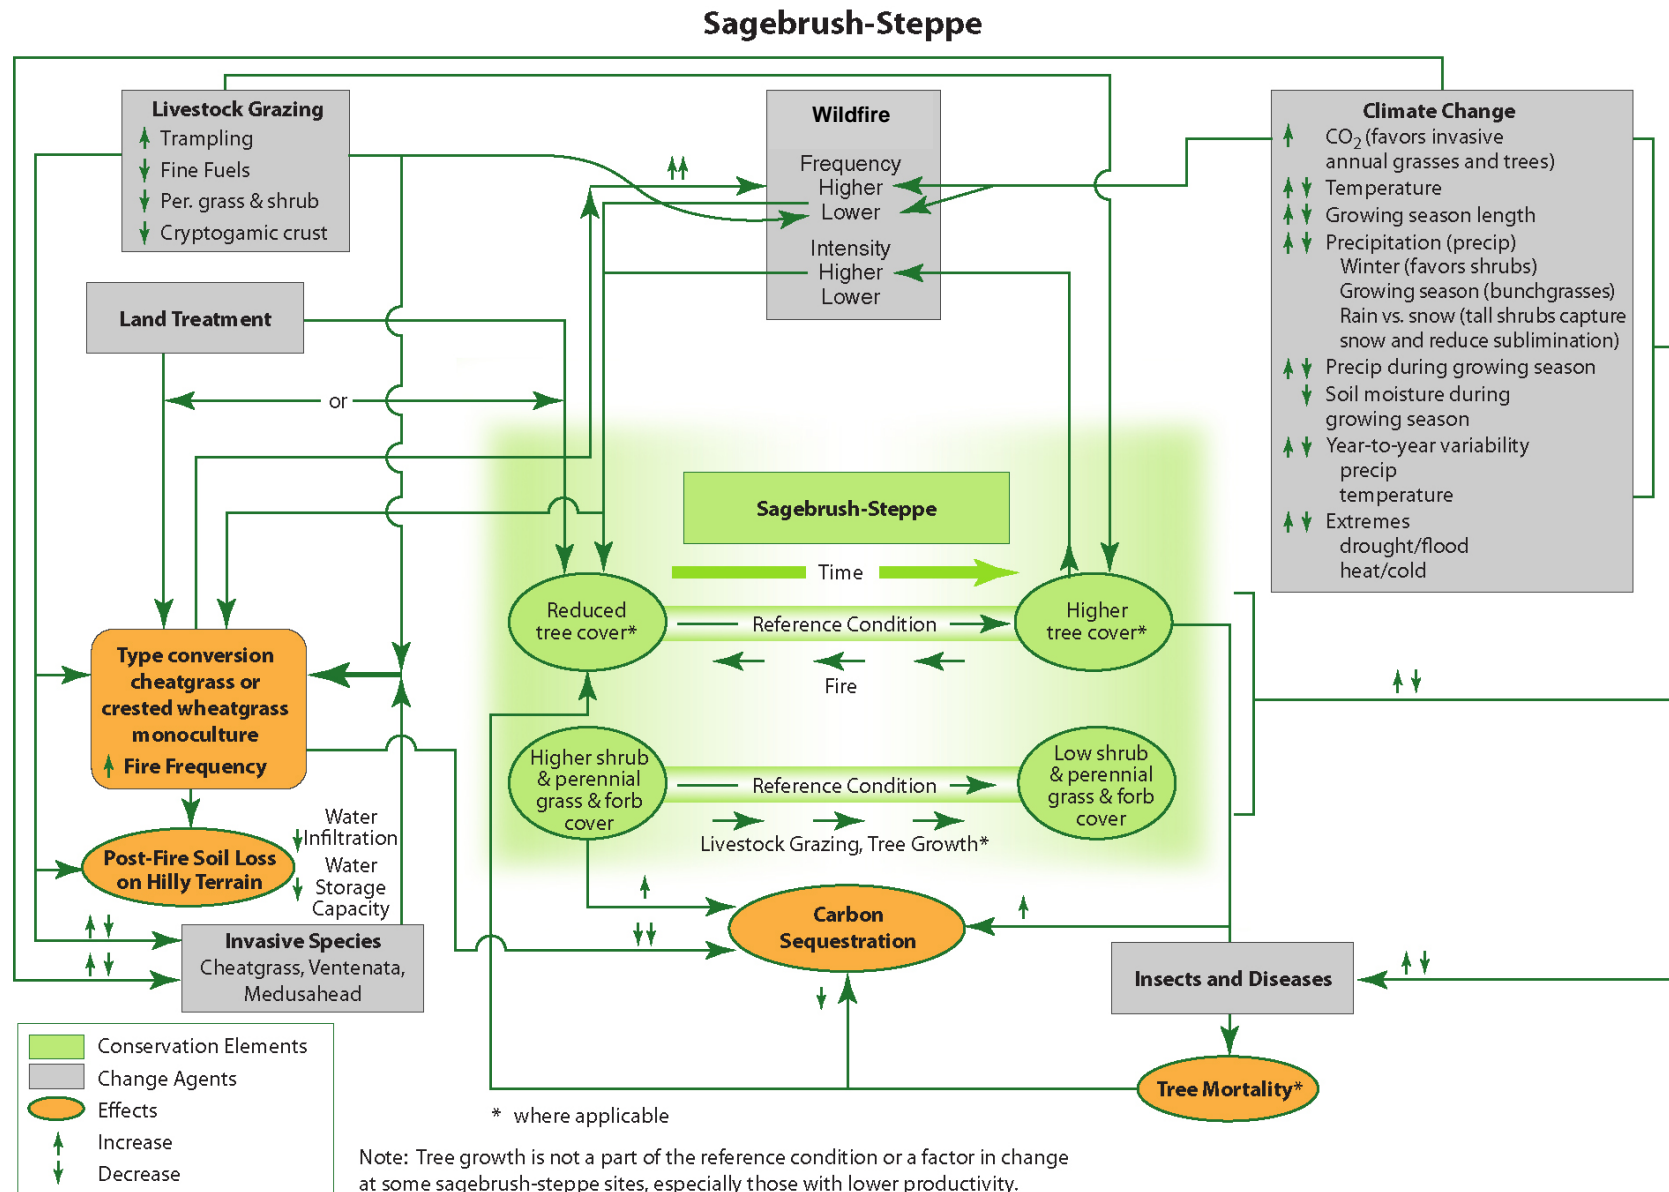 Sagebrush-Steppe
Livestock Grazing
Trampling
Fine Fuels
Per. grass & shrub
Cryptogamic crust
Wildfire
Frequency
Higher
Lower
Intensity
Higher
Lower
Climate Change
CO2 (favors invasive
annual grasses and trees)
Temperature
Growing season length
Precipitation (precip)
Winter (favors shrubs)
Growing season (bunchgrasses)
Rain vs. snow (tall shrubs capture
snow and reduce sublimination)
Precip during growing season
Soil moisture during
growing season
Year-to-year variability
precip
temperature
Extremes
drought/flood
heat/cold
Land Treatment
or
Sagebrush-Steppe
Time
Reduced
tree cover*
Reference Condition
Higher
tree cover*
Fire
Type conversion
cheatgrass or
crested wheatgrass
monoculture
Fire Frequency
Higher shrub
& perennial
grass & forb
cover
Reference Condition
Low shrub
& perennial
grass & forb
cover
Livestock Grazing, Tree Growth*
Water
Infiltration
Water
Storage
Capacity
Post-Fire Soil Loss
on Hilly Terrain
Carbon
Sequestration
Invasive Species
Cheatgrass, Ventenata,
Medusahead
Insects and Diseases
Tree Mortality*
Conservation Elements
Change Agents
Effects
Increase
Decrease
* where applicable
Note: Tree growth is not a part of the reference condition or a factor in change
at some sagebrush-steppe sites, especially those with lower productivity.